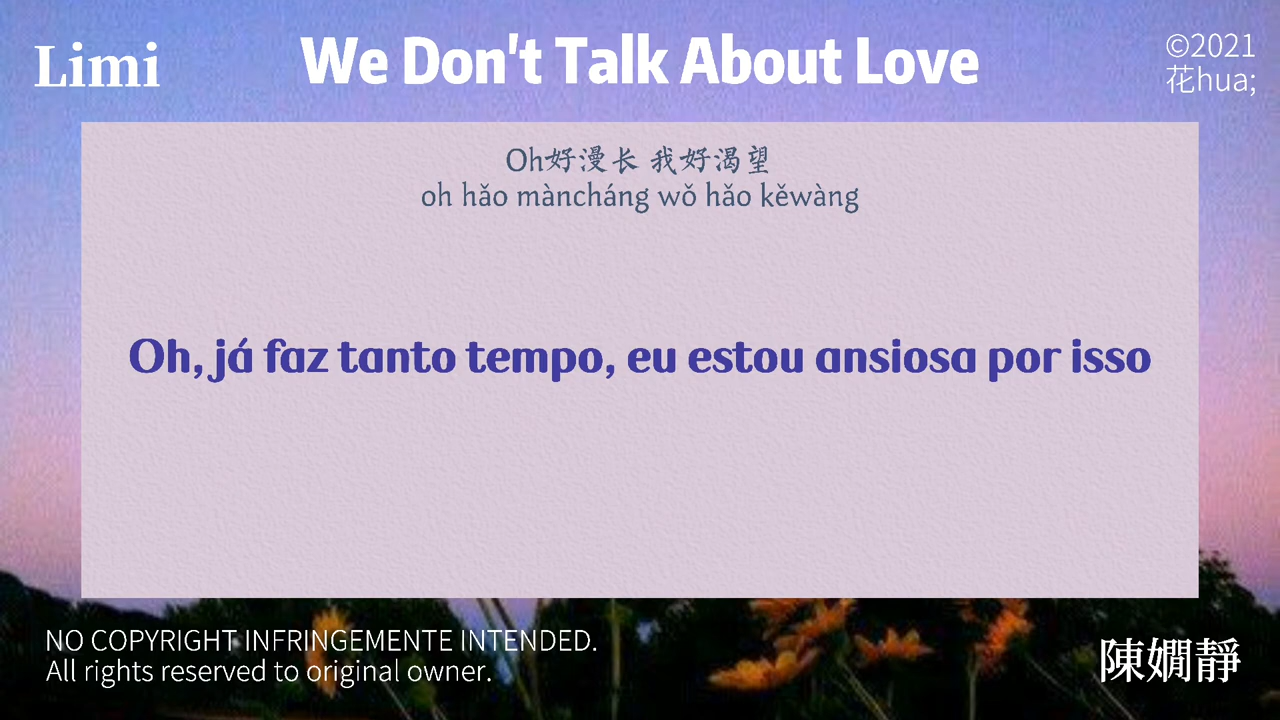 Limi
We Don't Talk About Love
©2021
花hua;
Oh好漫长 我好渴望
oh hǎo màncháng wǒ hǎo kěwàng
Oh, já faz tanto tempo, eu estou ansiosa por isso
NO COPYRIGHT INFRINGEMENTE INTENDED.
All rights reserved to original owner.
陳嫺靜